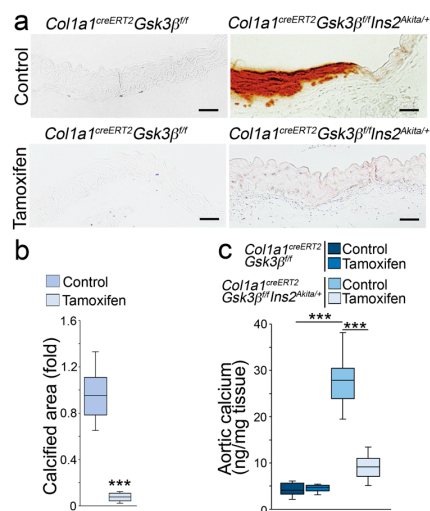 a
Col1a1creERT2Gsk3βf/f
Col1a1creERT2Gsk3βf/fIns2Akita/+
Control
Col1a1creERT2Gsk3βf/f
Col1a1creERT2Gsk3βf/fIns2Akita/+
Tamoxifen
b
Control
Tamoxifen
Calcified area (fold)
1.6
1.2
0.8
0.4
0
***
c
Col1a1creERT2
Gsk3βf/f
Control
Tamoxifen
Col1a1creERT2
Gsk3βf/fIns2Akita/+
Control
Tamoxifen
Aortic calcium
(ng/mg tissue)
40
30
20
10
0
***
***